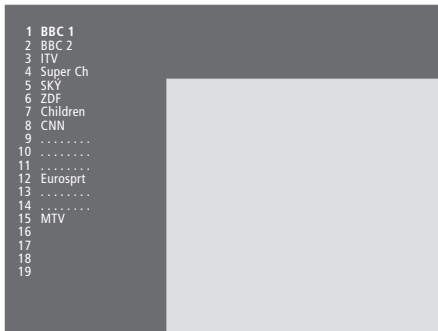 1 BBC 1
2 BBC 2
3 ITV
4 Super Ch
5 SKY
6 ZDF
7 Children
8 CNN
9 . . . . . . . .
10 . . . . . . . .
11 . . . . . . . .
12 Eurosprt
13 . . . . . . . .
14 . . . . . . . .
15 MTV
16
17
18
19